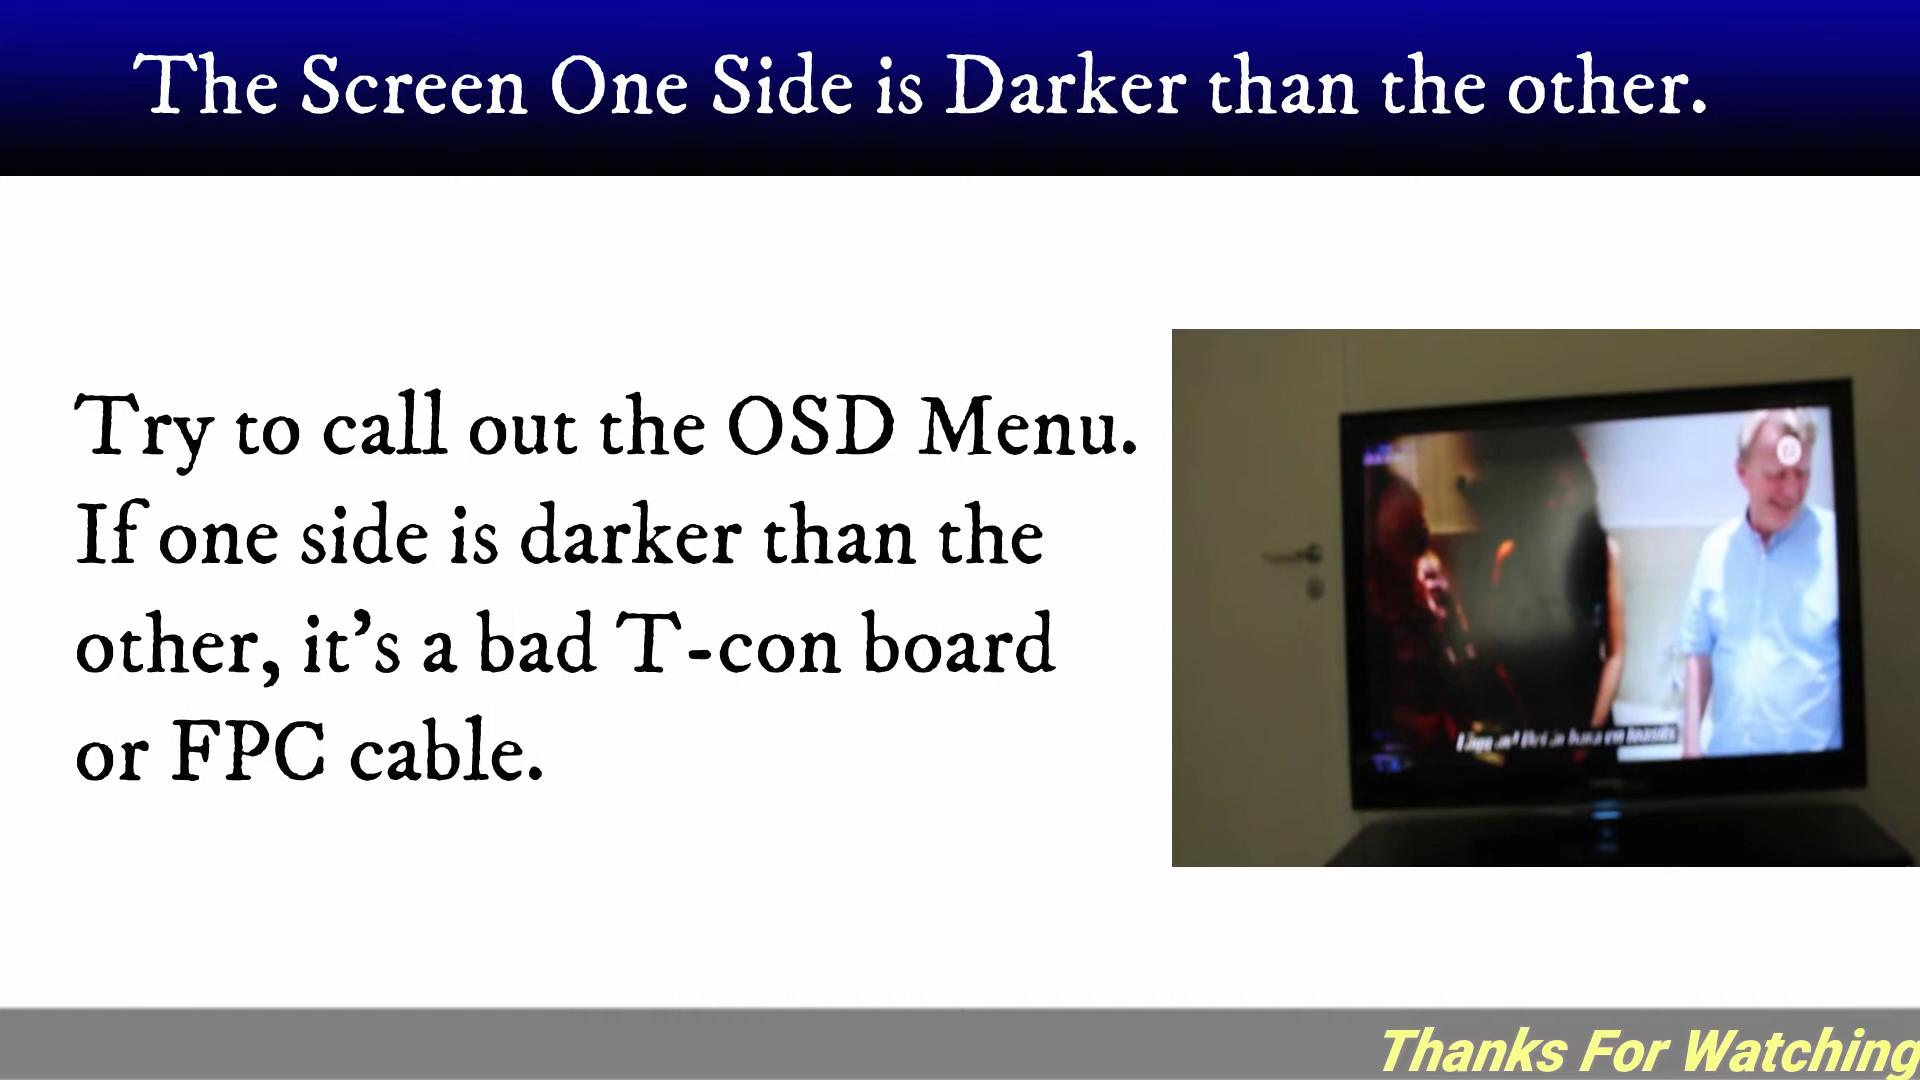 The Screen One Side is Darker than the other.
Try to call out the OSD Menu.
If one side is darker than the
other, it's a bad T-con board
or FPC cable.
Thanks For Watching